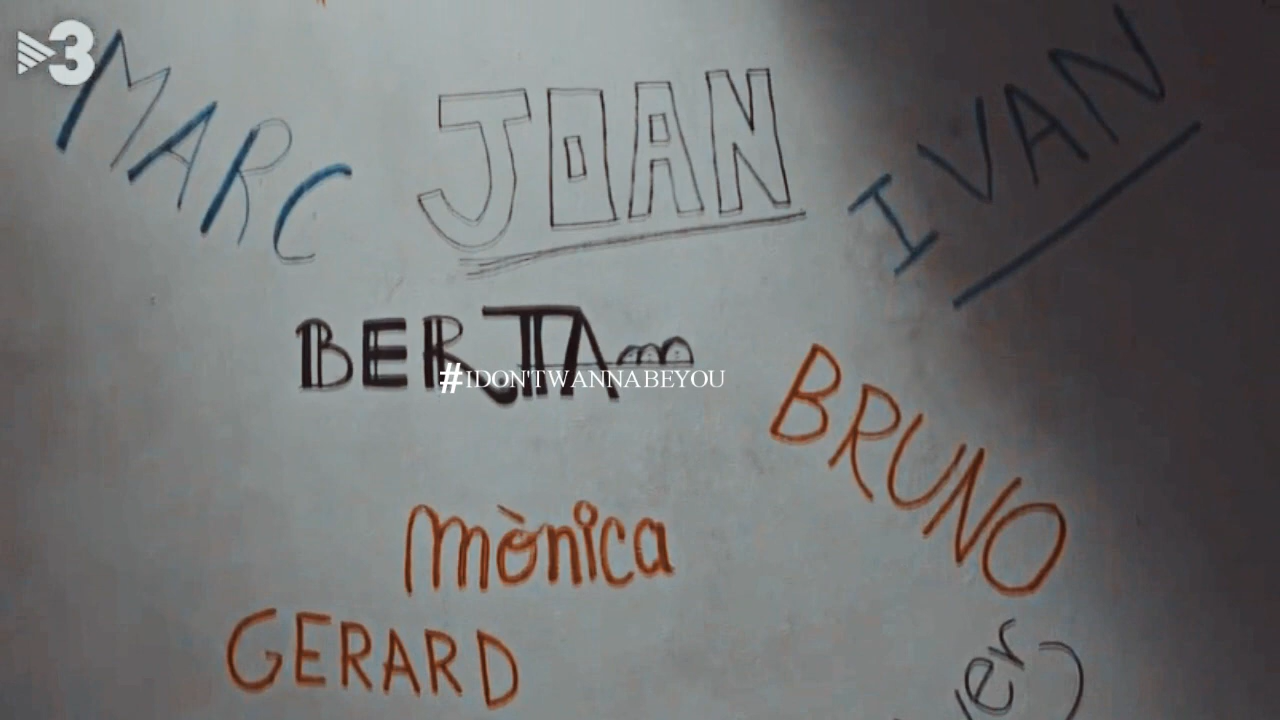 3
MARC
JOAN
IVAN
BERTA
#IDON'TWANNABEYOU
BRUNO
mònica
GERARD